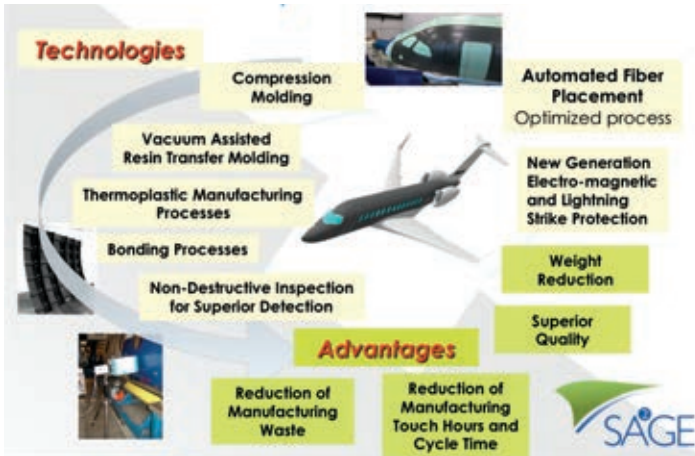 Technologies
Compression
Molding
Automated Fiber
Placement
Optimized process
Vacuum Assisted
Resin Transfer Molding
New Generation
Electro-magnetic
and Lightning
Strike Protection
Thermoplastic Manufacturing
Processes
Bonding Processes
Weight
Reduction
Non-Destructive Inspection
for Superior Detection
Superior
Quality
Advantages
Reduction of
Manufacturing
Waste
Reduction of
Manufacturing
Touch Hours and
Cycle Time
SA2GE